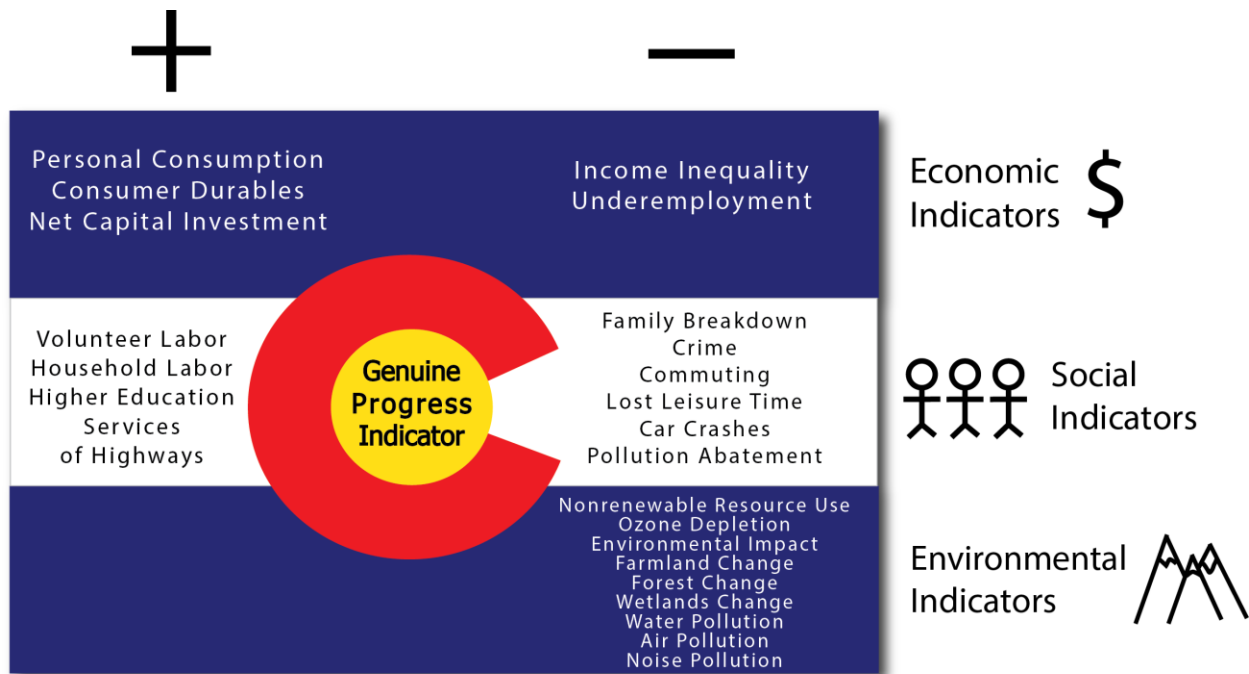 +
−
Personal Consumption
Consumer Durables
Net Capital Investment
Income Inequality
Underemployment
Economic
Indicators
$
Volunteer Labor
Household Labor
Higher Education
Services
of Highways
Genuine
Progress
Indicator
Family Breakdown
Crime
Commuting
Lost Leisure Time
Car Crashes
Pollution Abatement
Social
Indicators
Nonrenewable Resource Use
Ozone Depletion
Environmental Impact
Farmland Change
Forest Change
Wetlands Change
Water Pollution
Air Pollution
Noise Pollution
Environmental
Indicators